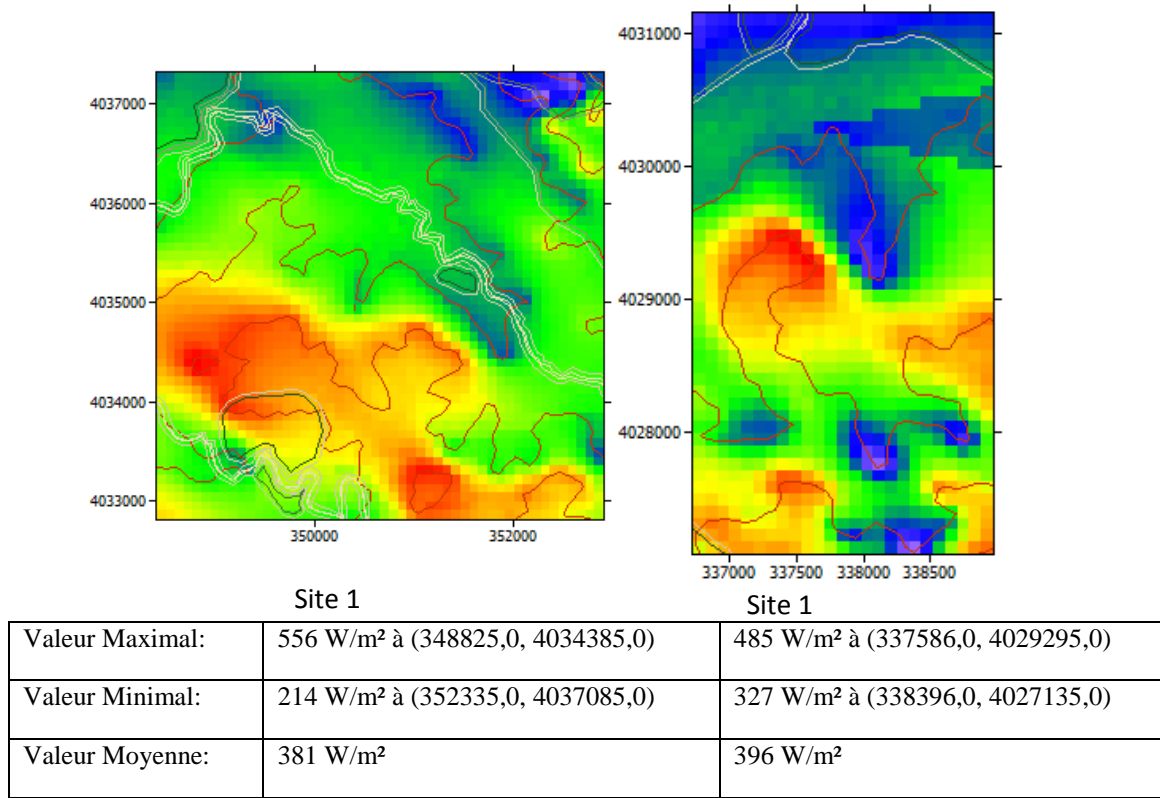 4037000
4036000
4035000
4034000
4033000
350000 352000
4031000
4030000
4029000
4028000
337000 337500 338000 338500
Site 1
Site 1
Valeur Maximal: 556 W/m² à (348825,0, 4034385,0) 485 W/m² à (337586,0, 4029295,0)
Valeur Minimal: 214 W/m² à (352335,0, 4037085,0) 327 W/m² à (338396,0, 4027135,0)
Valeur Moyenne: 381 W/m² 396 W/m²